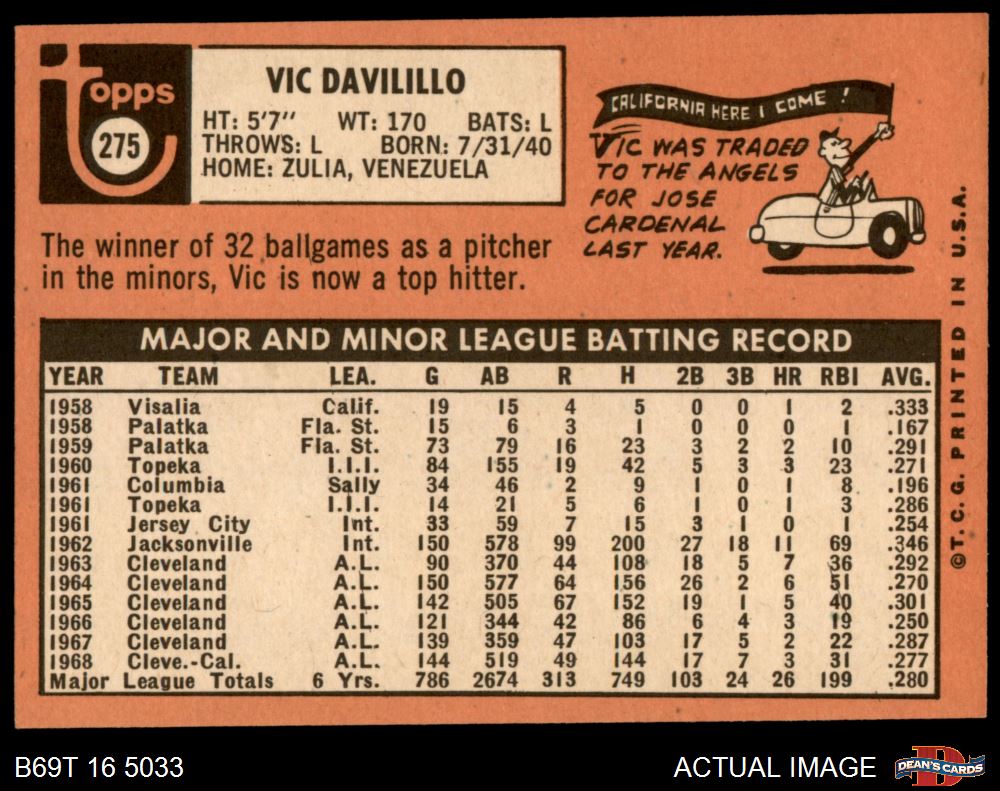 topps
275
VIC DAVILILLO
HT: 5'7" WT: 170 BATS: L
THROWS: L BORN: 7/31/40
HOME: ZULIA, VENEZUELA
The winner of 32 ballgames as a pitcher
in the minors, Vic is now a top hitter.
CALIFORNIA HERE I COME !
VIC WAS TRADED
TO THE ANGELS
FOR JOSE
CARDENAL
LAST YEAR.
MAJOR AND MINOR LEAGUE BATTING RECORD
YEAR TEAM LEA. G AB R H 2B 3B HR RBI AVG.
1958 Visalia Calif. 19 15 4 5 0 0 1 2 .333
1958 Palatka Fla. St. 15 6 3 1 0 0 0 1 .167
1959 Palatka Fla. St. 73 79 16 23 3 2 2 10 .291
1960 Topeka I.I.I. 84 155 19 42 5 3 3 23 .271
1961 Columbia Sally 34 46 2 9 1 0 1 8 .196
1961 Topeka I.I.I. 14 21 5 6 1 0 1 3 .286
1961 Jersey City Int. 33 59 7 15 3 1 0 1 .254
1962 Jacksonville Int. 150 578 99 200 27 18 11 69 .346
1963 Cleveland A.L. 90 370 44 108 18 5 7 36 .292
1964 Cleveland A.L. 150 577 64 156 26 2 6 51 .270
1965 Cleveland A.L. 142 505 67 152 19 1 5 40 .301
1966 Cleveland A.L. 121 344 42 86 6 4 3 19 .250
1967 Cleveland A.L. 139 359 47 103 17 5 2 22 .287
1968 Cleve.-Cal. A.L. 144 519 49 144 17 7 3 31 .277
Major League Totals 6 Yrs. 786 2674 313 749 103 24 26 199 .280
©T.C.G. PRINTED IN U.S.A.
B69T 16 5033
ACTUAL IMAGE
D
DEAN'S CARDS